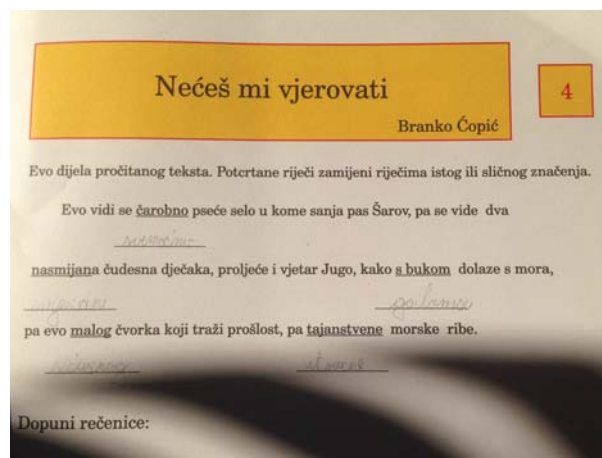 Nećeš mi vjerovati
4
Branko Ćopić
Evo dijela pročitanog teksta. Potcrtane riječi zamijeni riječima istog ili sličnog značenja.
Evo vidi se čarobno pseće selo u kome sanja pas Šarov, pa se vide dva
nasmijana čudesna dječaka, proljeće i vjetar Jugo, kako s bukom dolaze s mora,
pa evo malog čvorka koji traži prošlost, pa tajanstvene morske ribe.
Dopuni rečenice: